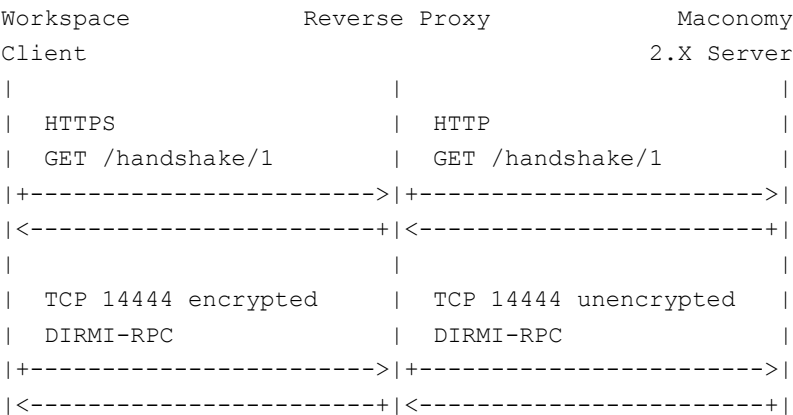 Workspace           Reverse Proxy            Maconomy
Client                                     2.X Server
|                        |                        |
|  HTTPS                 |  HTTP                  |
|  GET /handshake/1      |  GET /handshake/1      |
|+----------------------->|+----------------------->|
|<-----------------------+|<-----------------------+|
|                        |                        |
|  TCP 14444 encrypted   |  TCP 14444 unencrypted |
|  DIRMI-RPC             |  DIRMI-RPC             |
|+----------------------->|+----------------------->|
|<-----------------------+|<-----------------------+|